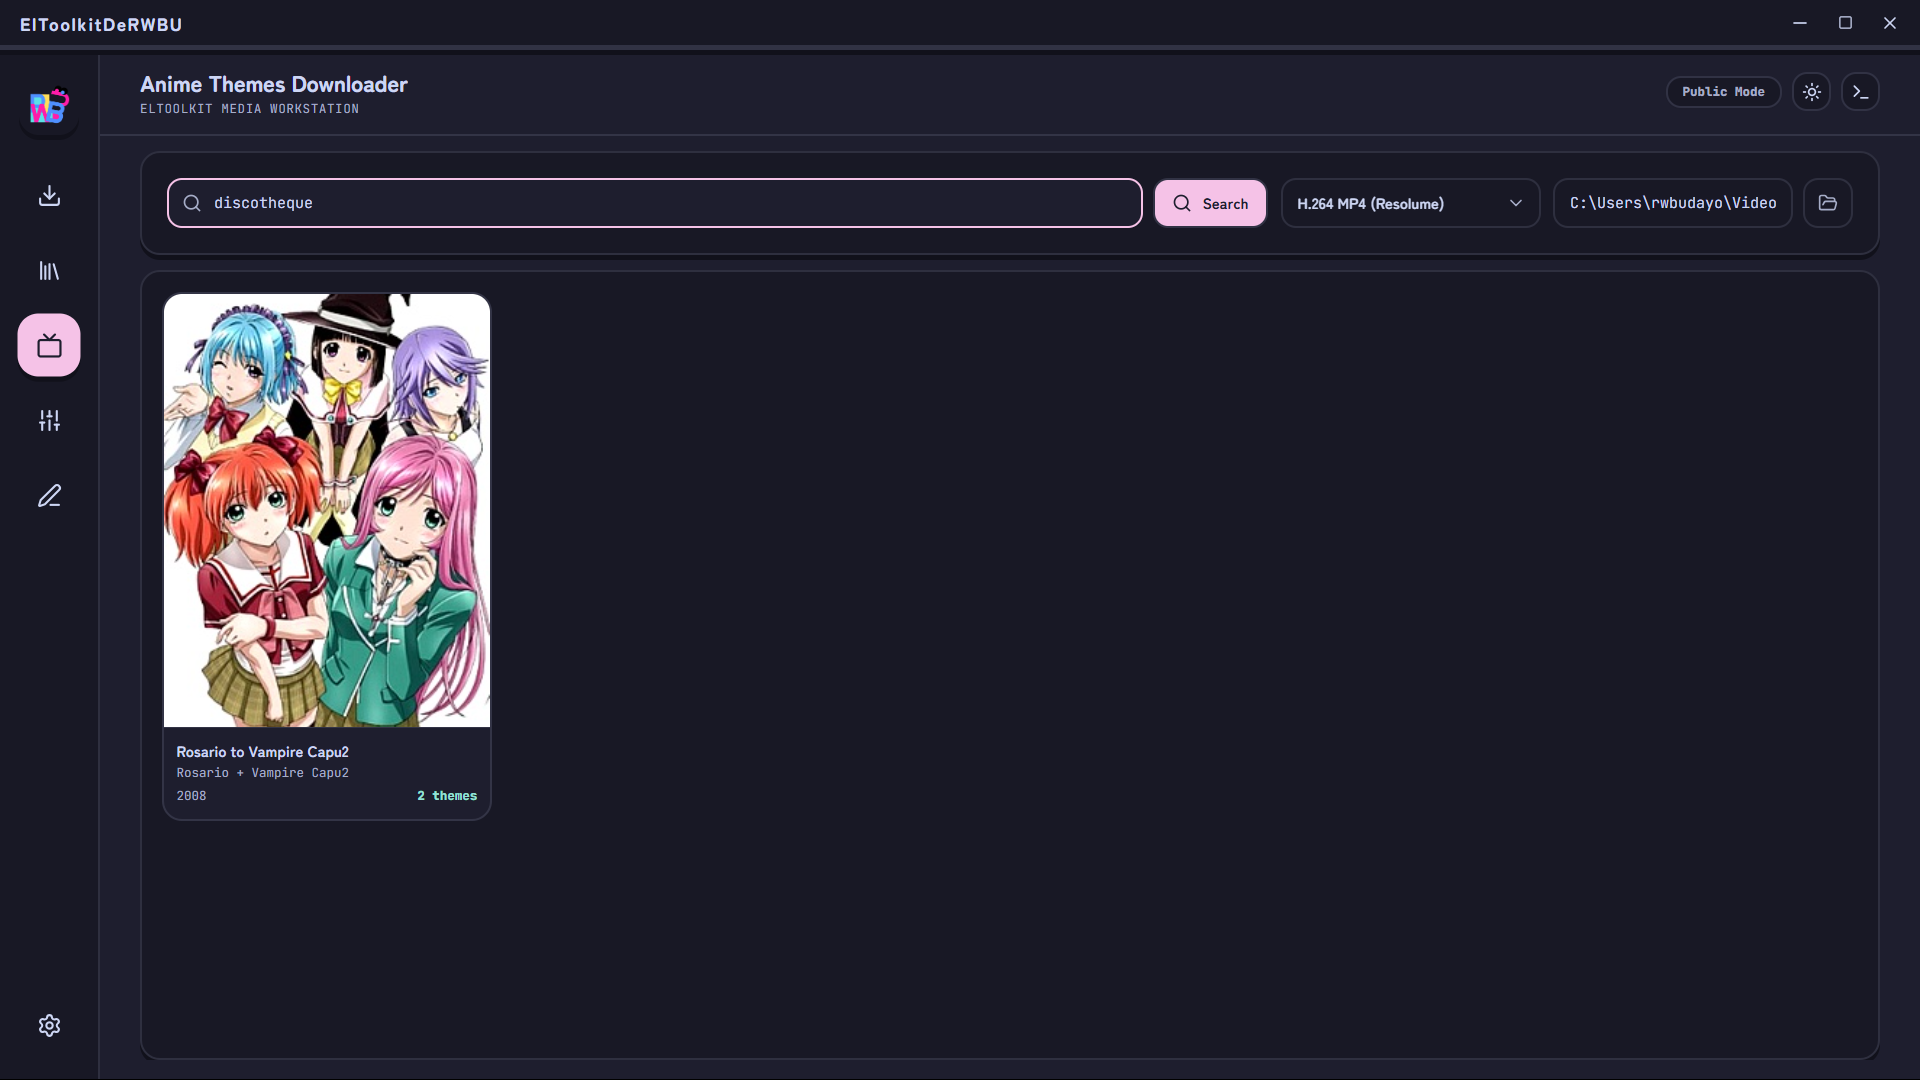 ElToolkitDeRWBU
Anime Themes Downloader
ELTOOLKIT MEDIA WORKSTATION
Public Mode
discotheque
Search
H.264 MP4 (Resolume)
C:\Users\rwbudayo\Video
Rosario to Vampire Capu2
Rosario + Vampire Capu2
2008
2 themes